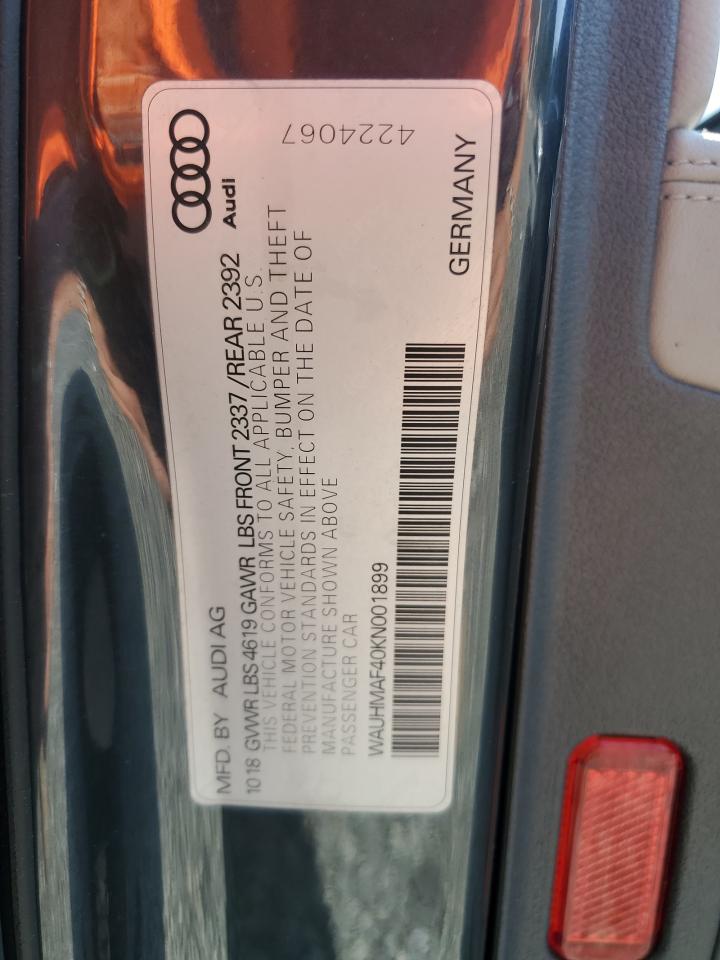 MFD. BY AUDI AG
Audi
10 18 GVWR LBS 4619 GAWR LBS FRONT 2337 /REAR 2392
THIS VEHICLE CONFORMS TO ALL APPLICABLE U.S.
FEDERAL MOTOR VEHICLE SAFETY, BUMPER AND THEFT
PREVENTION STANDARDS IN EFFECT ON THE DATE OF
MANUFACTURE SHOWN ABOVE
4224067
PASSENGER CAR
WAUHMAF40KN001899
GERMANY